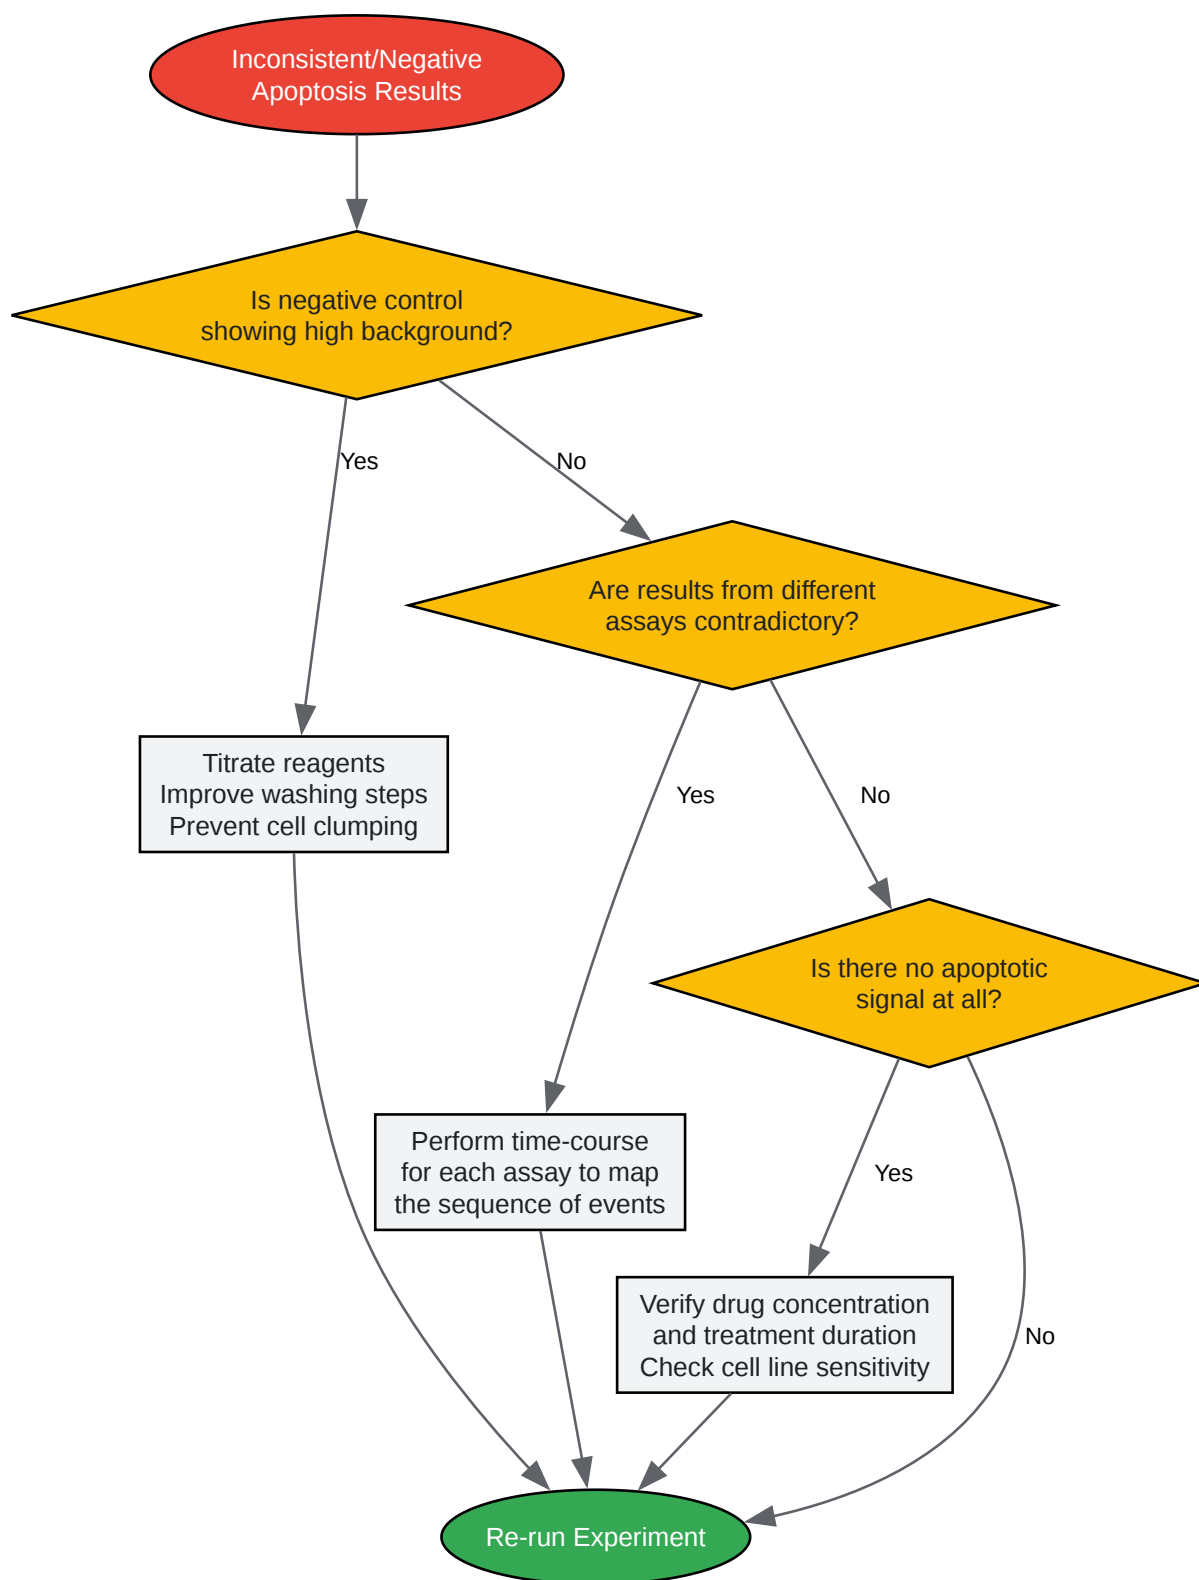 Inconsistent/Negative
Apoptosis Results
Is negative control
showing high background?
Yes
No
Are results from different
assays contradictory?
Titrate reagents
Improve washing steps
Prevent cell clumping
Yes
No
Is there no apoptotic
signal at all?
Perform time-course
for each assay to map
the sequence of events
Yes
Verify drug concentration
and treatment duration
Check cell line sensitivity
No
Re-run Experiment